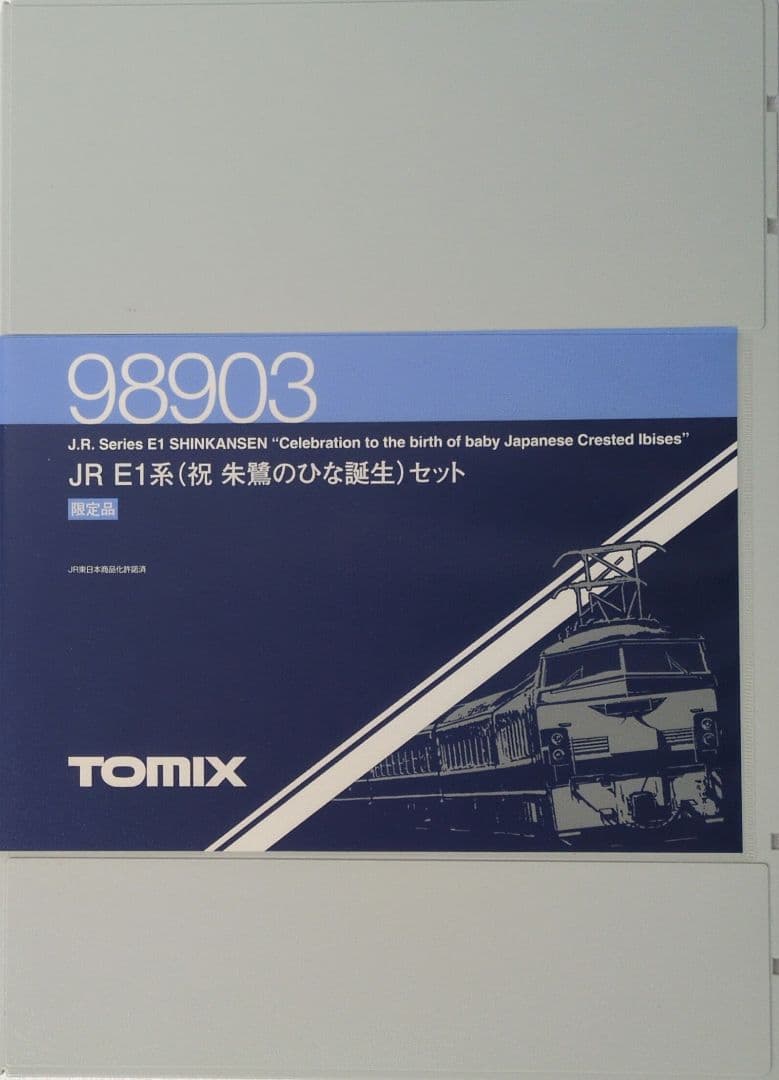 98903
J.R. Series E1 SHINKANSEN “Celebration to the birth of baby Japanese Crested Ibises”
JR E1系(祝 朱鷺のひな誕生)セット
限定品
JR東日本商品化許諾済
TOMIX